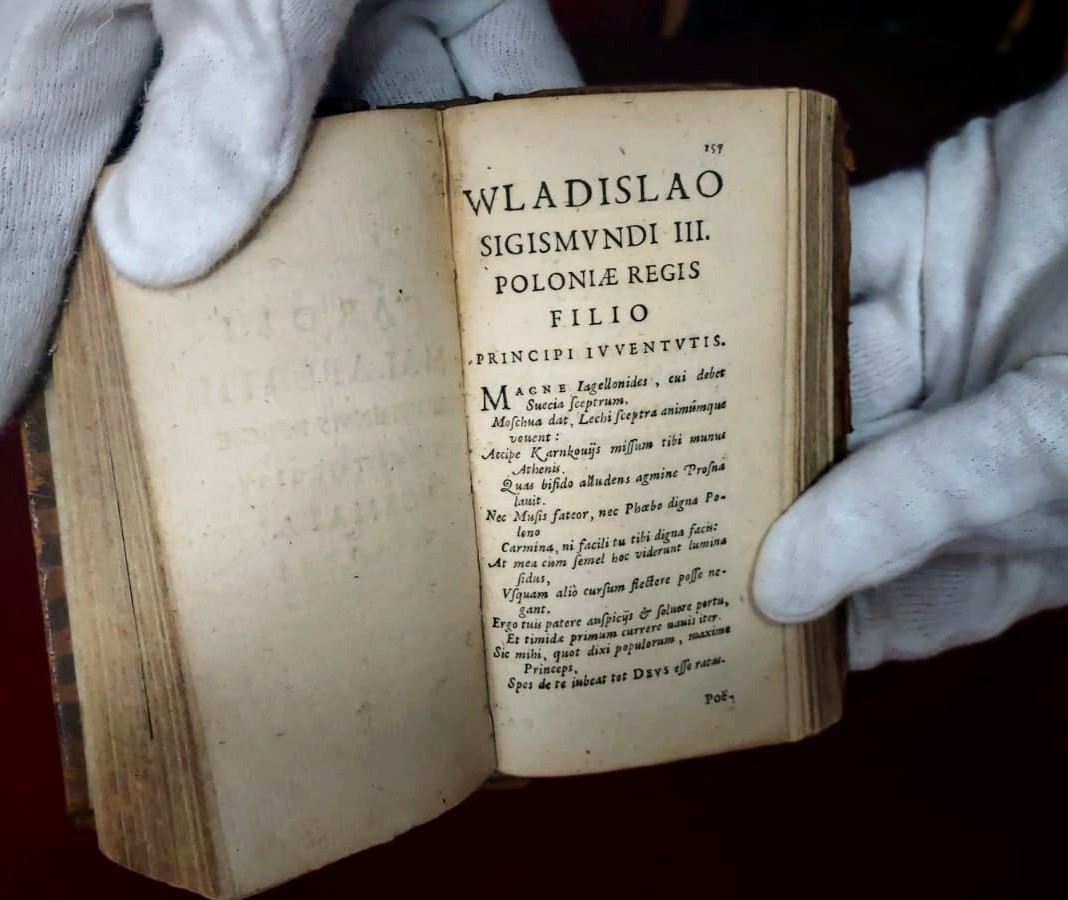 159
WLADISLAO
SIGISMVNDI III.
POLONIÆ REGIS
FILIO
PRINCIPI IVVENTVTIS.
MAGNE Iagellonides, cui debet
Suecia ſceptrum,
Moſchua dat, Lechi ſceptra animúmque
vouent:
Accipe Karnkouijs miſſum tibi munus
Athenis.
Quas bifido alludens agmine Proſna
lauit.
Nec Muſis fateor, nec Phœbo digna Po-
lono
Carmina, ni facili tu tibi digna facis:
At mea cùm ſemel hoc viderunt lumina
ſidus,
Vſquam aliò curſum flectere poſſe ne-
gant.
Ergo tuis patere auſpicijs & ſoluere portu,
Et timidæ primum currere nauis iter.
Sic mihi, quot dixi populorum, maxime
Princeps,
Spes de te iubeat tot DEVS eſſe ratas.
Poë-